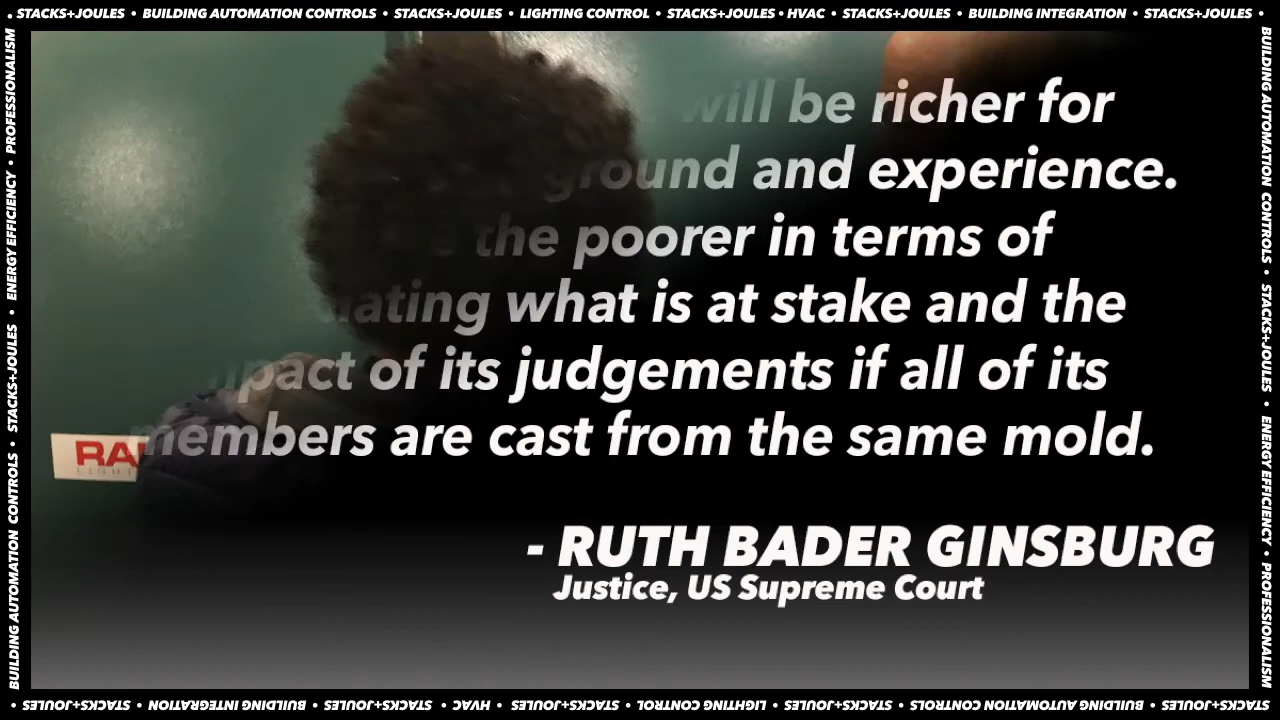 • STACKS+JOULES • BUILDING AUTOMATION CONTROLS • STACKS+JOULES • LIGHTING CONTROL • STACKS+JOULES • HVAC • STACKS+JOULES • BUILDING INTEGRATION • STACKS+JOULES •
will be richer for
and experience.
the poorer in terms of
what is at stake and the
of its judgements if all of its
members are cast from the same mold.
- RUTH BADER GINSBURG
Justice, US Supreme Court
RA
BUILDING AUTOMATION CONTROLS • STACKS+JOULES • ENERGY EFFICIENCY • PROFESSIONALISM
BUILDING AUTOMATION CONTROLS • STACKS+JOULES • ENERGY EFFICIENCY • PROFESSIONALISM
STACKS+JOULES • BUILDING AUTOMATION CONTROLS • STACKS+JOULES • LIGHTING CONTROL • STACKS+JOULES • HVAC • STACKS+JOULES • BUILDING INTEGRATION • STACKS+JOULES •